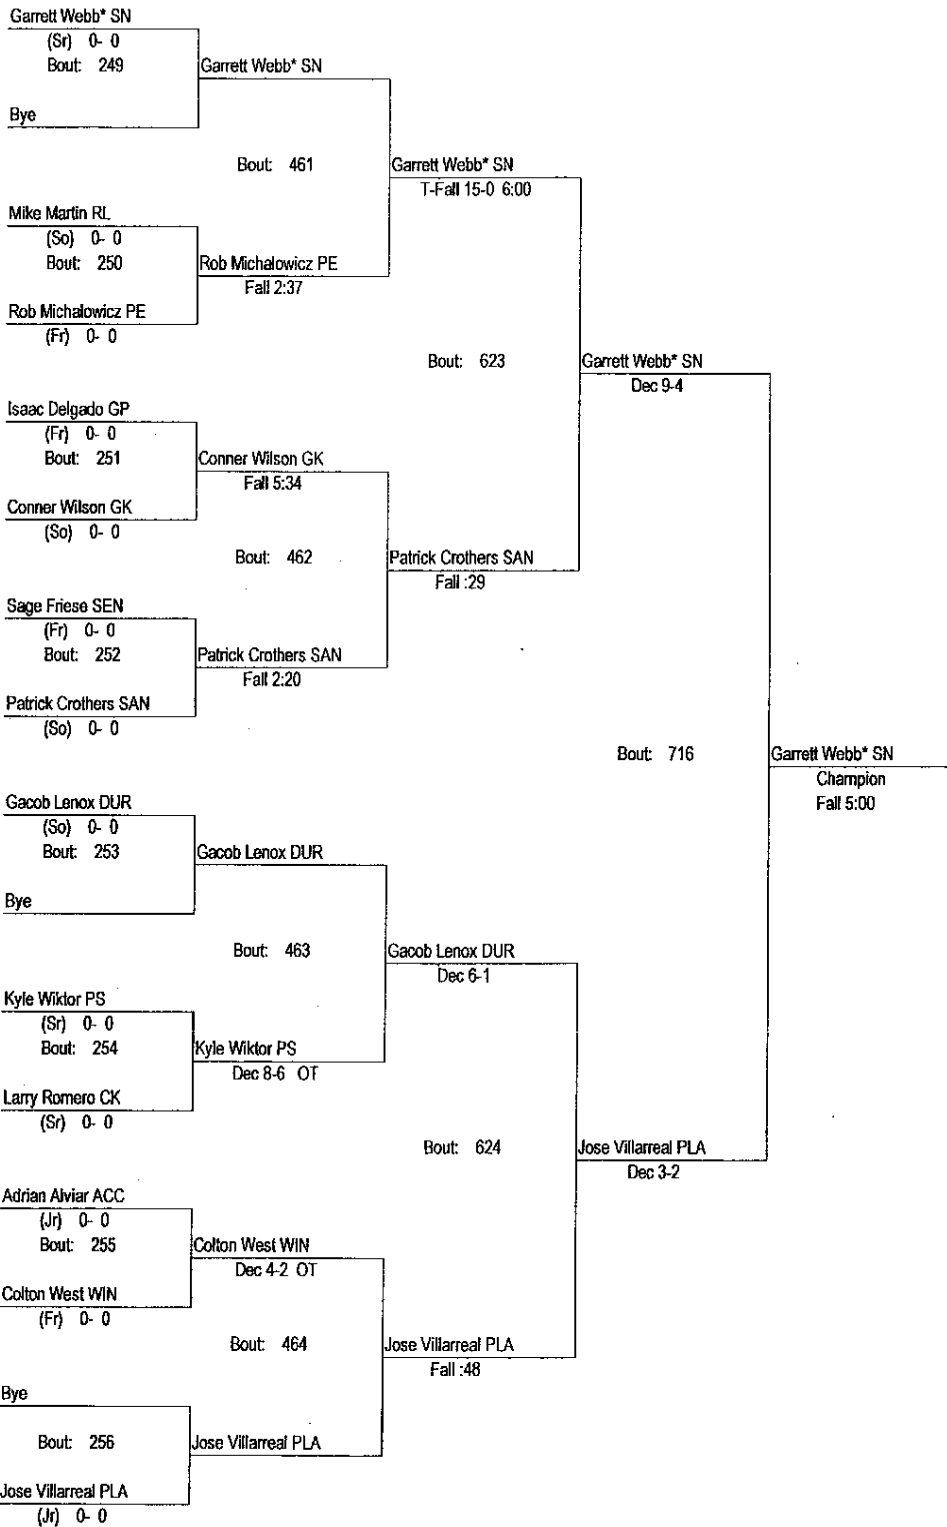 Garrett Webb* SN
(Sr) 0- 0
Bout: 249
Garrett Webb* SN
Bye
Bout: 461
Garrett Webb* SN
T-Fall 15-0 6:00
Mike Martin RL
(So) 0- 0
Bout: 250
Rob Michalowicz PE
Fall 2:37
Rob Michalowicz PE
(Fr) 0- 0
Bout: 623
Garrett Webb* SN
Dec 9-4
Isaac Delgado GP
(Fr) 0- 0
Bout: 251
Conner Wilson GK
Fall 5:34
Conner Wilson GK
(So) 0- 0
Bout: 462
Patrick Crothers SAN
Fall :29
Sage Friese SEN
(Fr) 0- 0
Bout: 252
Patrick Crothers SAN
Fall 2:20
Patrick Crothers SAN
(So) 0- 0
Bout: 716
Garrett Webb* SN
Champion
Fall 5:00
Gacob Lenox DUR
(So) 0- 0
Bout: 253
Gacob Lenox DUR
Bye
Bout: 463
Gacob Lenox DUR
Dec 6-1
Kyle Wiktor PS
(Sr) 0- 0
Bout: 254
Kyle Wiktor PS
Dec 8-6 OT
Larry Romero CK
(Sr) 0- 0
Bout: 624
Jose Villarreal PLA
Dec 3-2
Adrian Alviar ACC
(Jr) 0- 0
Bout: 255
Colton West WIN
Dec 4-2 OT
Colton West WIN
(Fr) 0- 0
Bout: 464
Jose Villarreal PLA
Fall :48
Bye
Bout: 256
Jose Villarreal PLA
Jose Villarreal PLA
(Jr) 0- 0